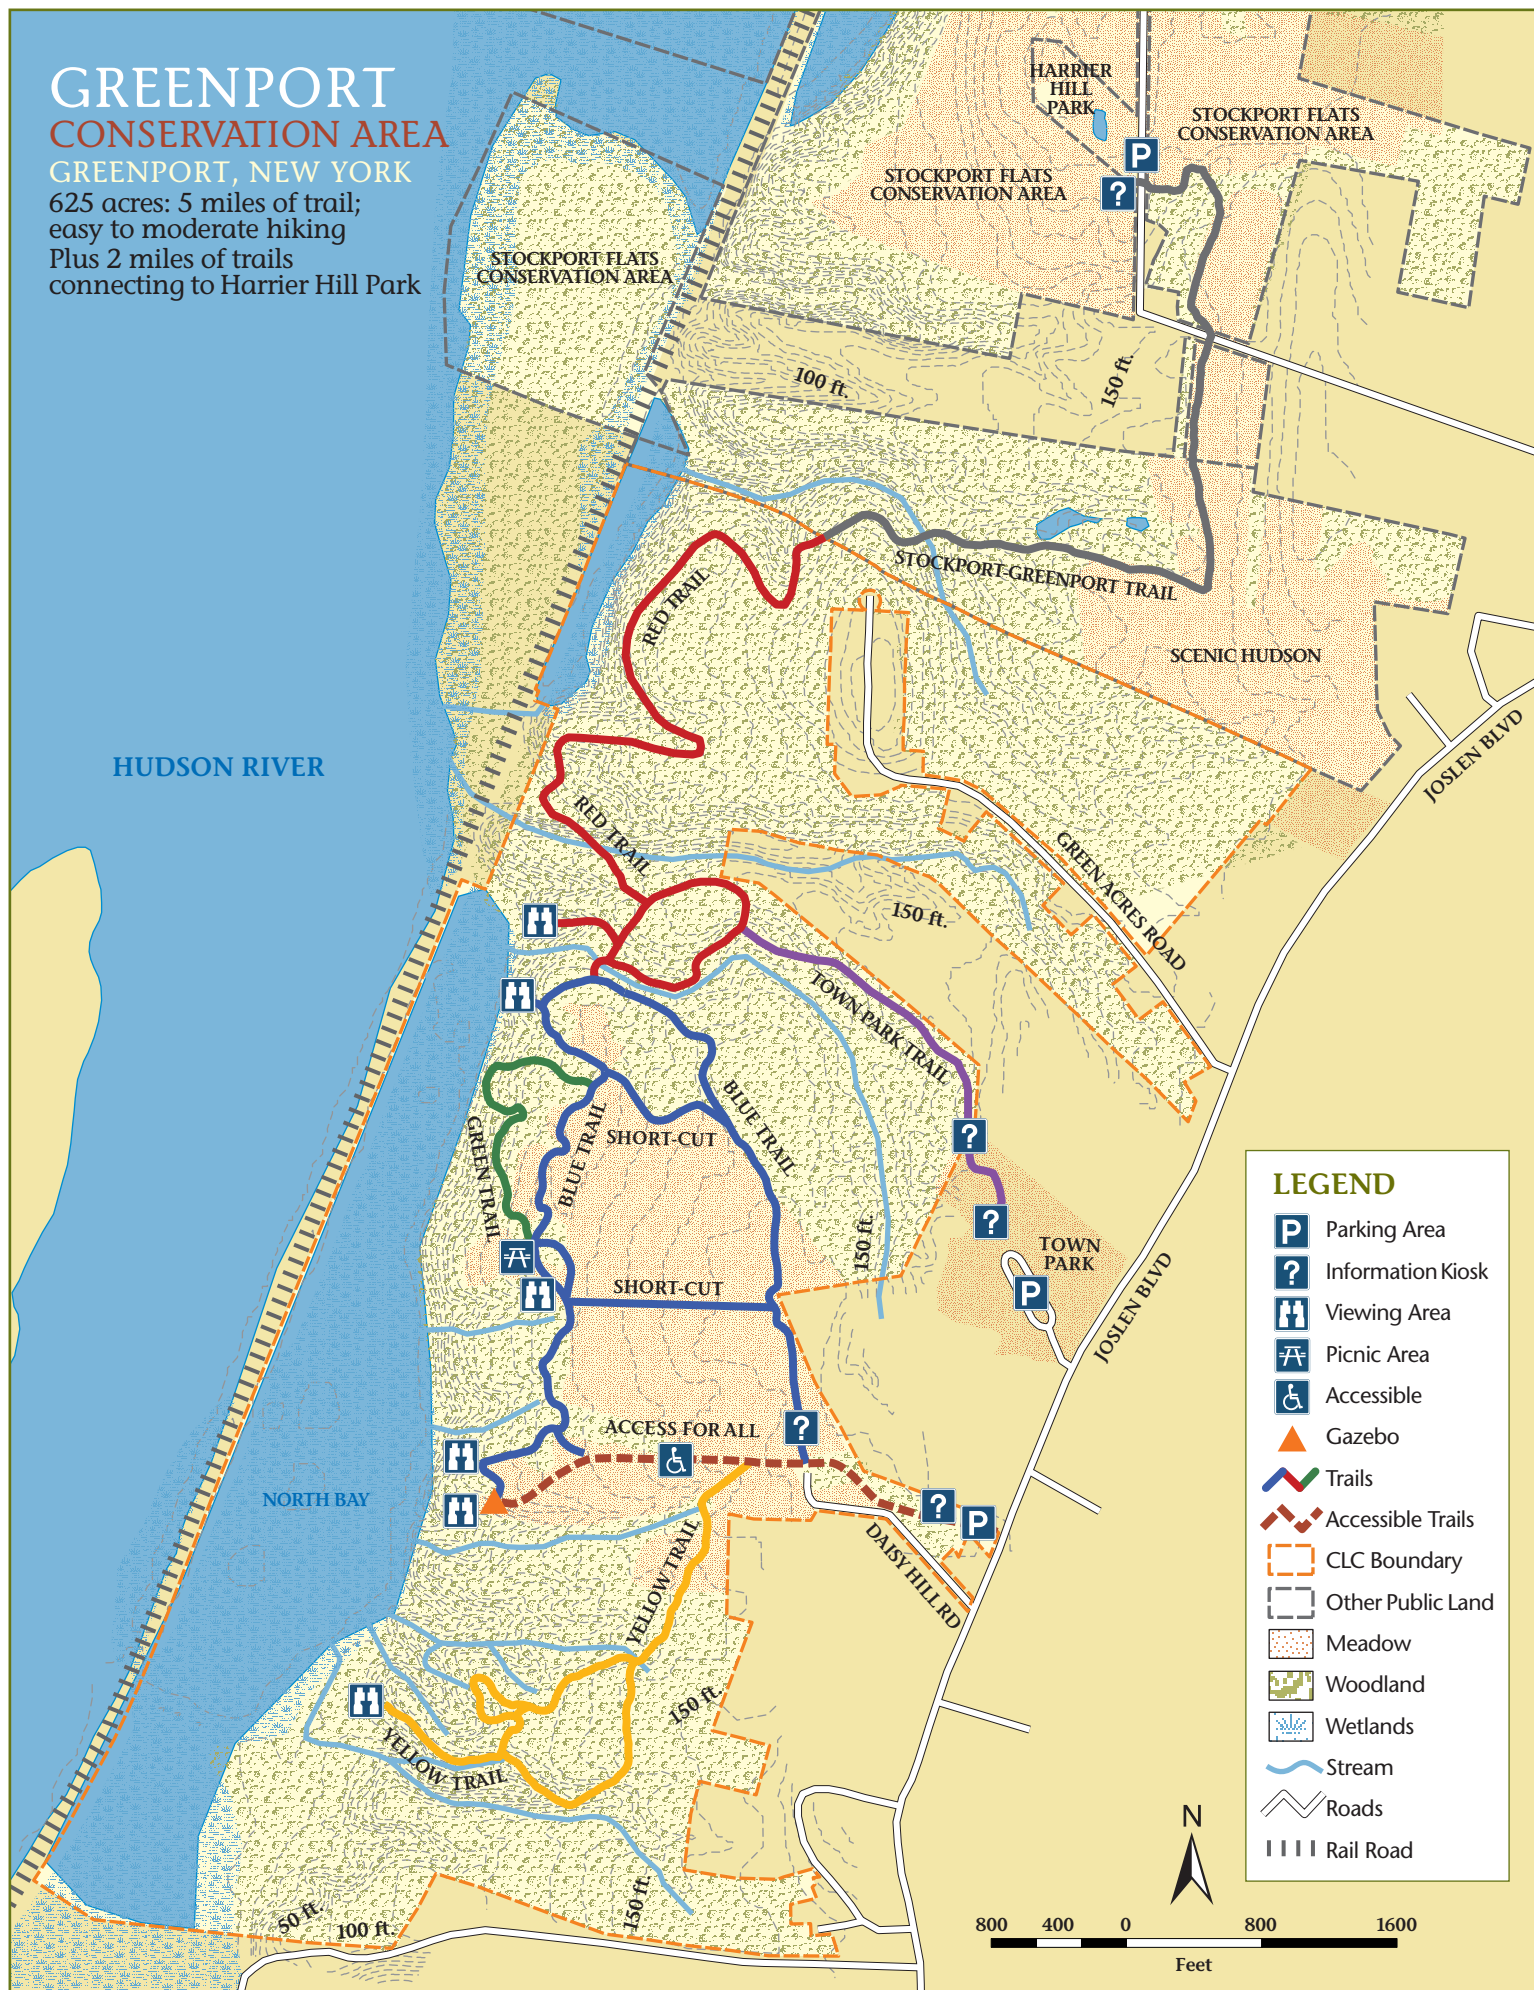 GREENPORT
CONSERVATION AREA
GREENPORT, NEW YORK
625 acres: 5 miles of trail;
easy to moderate hiking
Plus 2 miles of trails
connecting to Harrier Hill Park
HARRIER
HILL
PARK
STOCKPORT FLATS
CONSERVATION AREA
P
?
STOCKPORT FLATS
CONSERVATION AREA
STOCKPORT FLATS
CONSERVATION AREA
100 ft.
150 ft.
STOCKPORT-GREENPORT TRAIL
RED TRAIL
SCENIC HUDSON
JOSLEN BLVD
HUDSON RIVER
RED TRAIL
GREEN ACRES ROAD
150 ft.
TOWN PARK TRAIL
BLUE TRAIL
GREEN TRAIL
BLUE TRAIL
SHORT-CUT
?
?
150 ft.
TOWN
PARK
P
JOSLEN BLVD
SHORT-CUT
ACCESS FOR ALL
?
NORTH BAY
?
P
DAISY HILL RD
YELLOW TRAIL
150 ft.
YELLOW TRAIL
150 ft.
50 ft.
100 ft.
LEGEND
P Parking Area
? Information Kiosk
Viewing Area
Picnic Area
Accessible
Gazebo
Trails
Accessible Trails
CLC Boundary
Other Public Land
Meadow
Woodland
Wetlands
Stream
Roads
Rail Road
N
800 400 0 800 1600
Feet